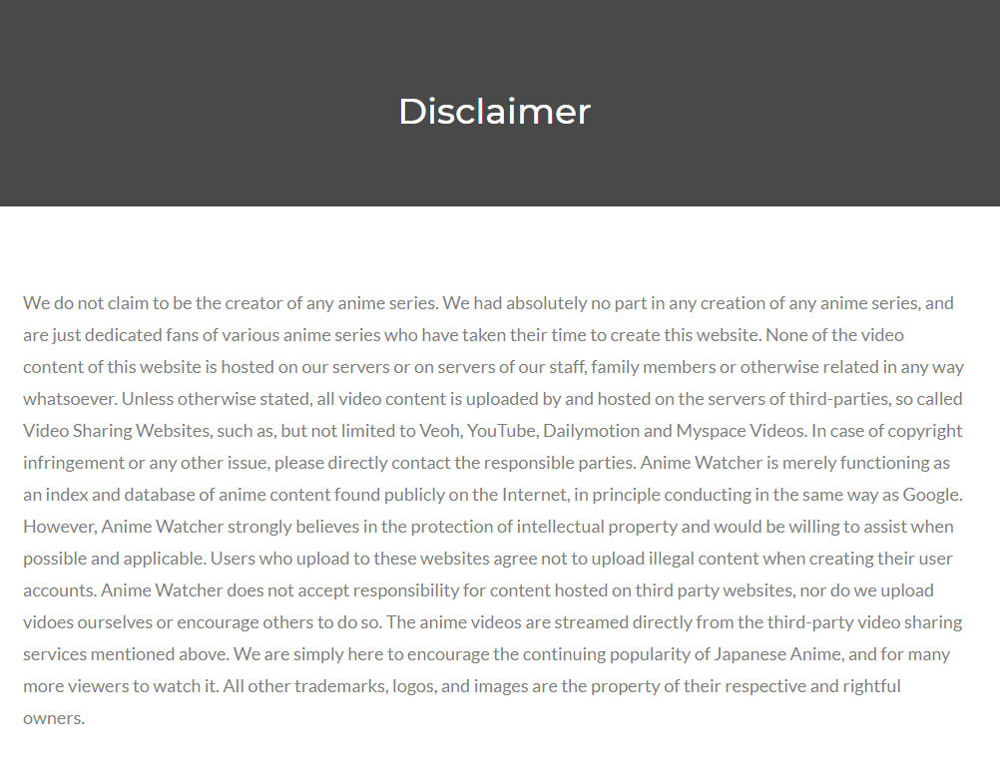 Disclaimer
We do not claim to be the creator of any anime series. We had absolutely no part in any creation of any anime series, and
are just dedicated fans of various anime series who have taken their time to create this website. None of the video
content of this website is hosted on our servers or on servers of our staff, family members or otherwise related in any way
whatsoever. Unless otherwise stated, all video content is uploaded by and hosted on the servers of third-parties, so called
Video Sharing Websites, such as, but not limited to Veoh, YouTube, Dailymotion and Myspace Videos. In case of copyright
infringement or any other issue, please directly contact the responsible parties. Anime Watcher is merely functioning as
an index and database of anime content found publicly on the Internet, in principle conducting in the same way as Google.
However, Anime Watcher strongly believes in the protection of intellectual property and would be willing to assist when
possible and applicable. Users who upload to these websites agree not to upload illegal content when creating their user
accounts. Anime Watcher does not accept responsibility for content hosted on third party websites, nor do we upload
vidoes ourselves or encourage others to do so. The anime videos are streamed directly from the third-party video sharing
services mentioned above. We are simply here to encourage the continuing popularity of Japanese Anime, and for many
more viewers to watch it. All other trademarks, logos, and images are the property of their respective and rightful
owners.